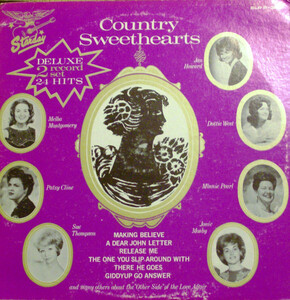 Starday
DELUXE
2 record
set
24 HITS
Country
Sweethearts
Jan
Howard
Melba
Montgomery
Dottie West
Patsy Cline
Minnie Pearl
Sue
Thompson
Janie
Mosby
MAKING BELIEVE
A DEAR JOHN LETTER
RELEASE ME
THE ONE YOU SLIP AROUND WITH
THERE HE GOES
GIDDYUP GO ANSWER
and many others about the 'Other Side' of the Love Affair